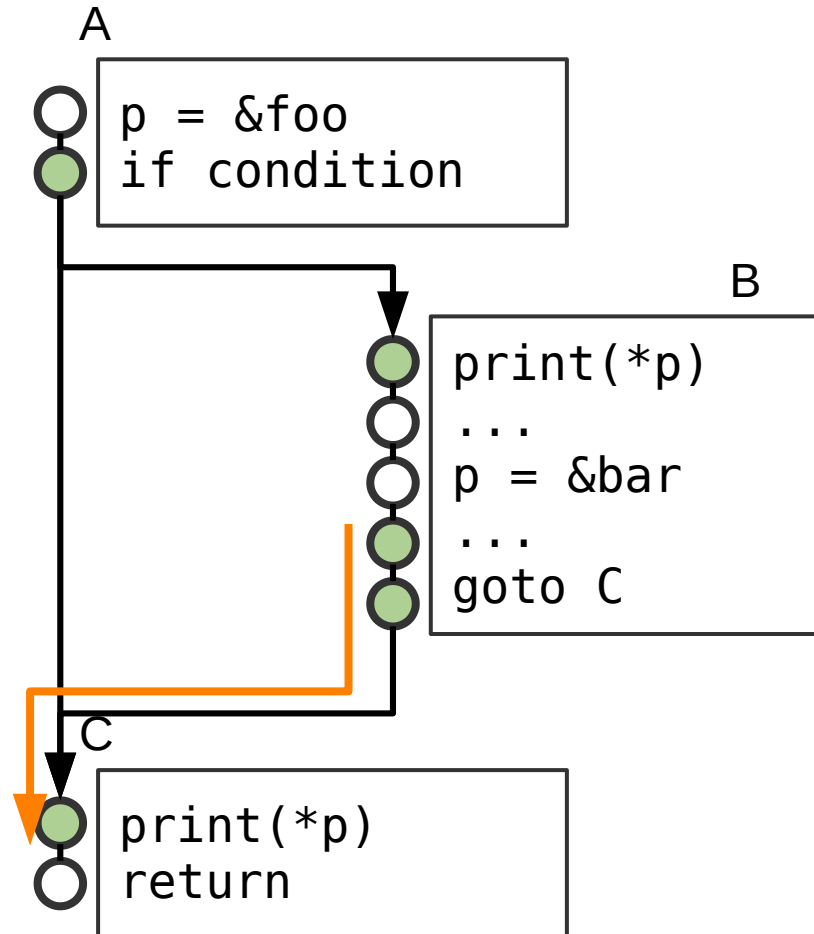 A
p = &foo
if condition
B
print(*p)
...
p = &bar
...
goto C
C
print(*p)
return